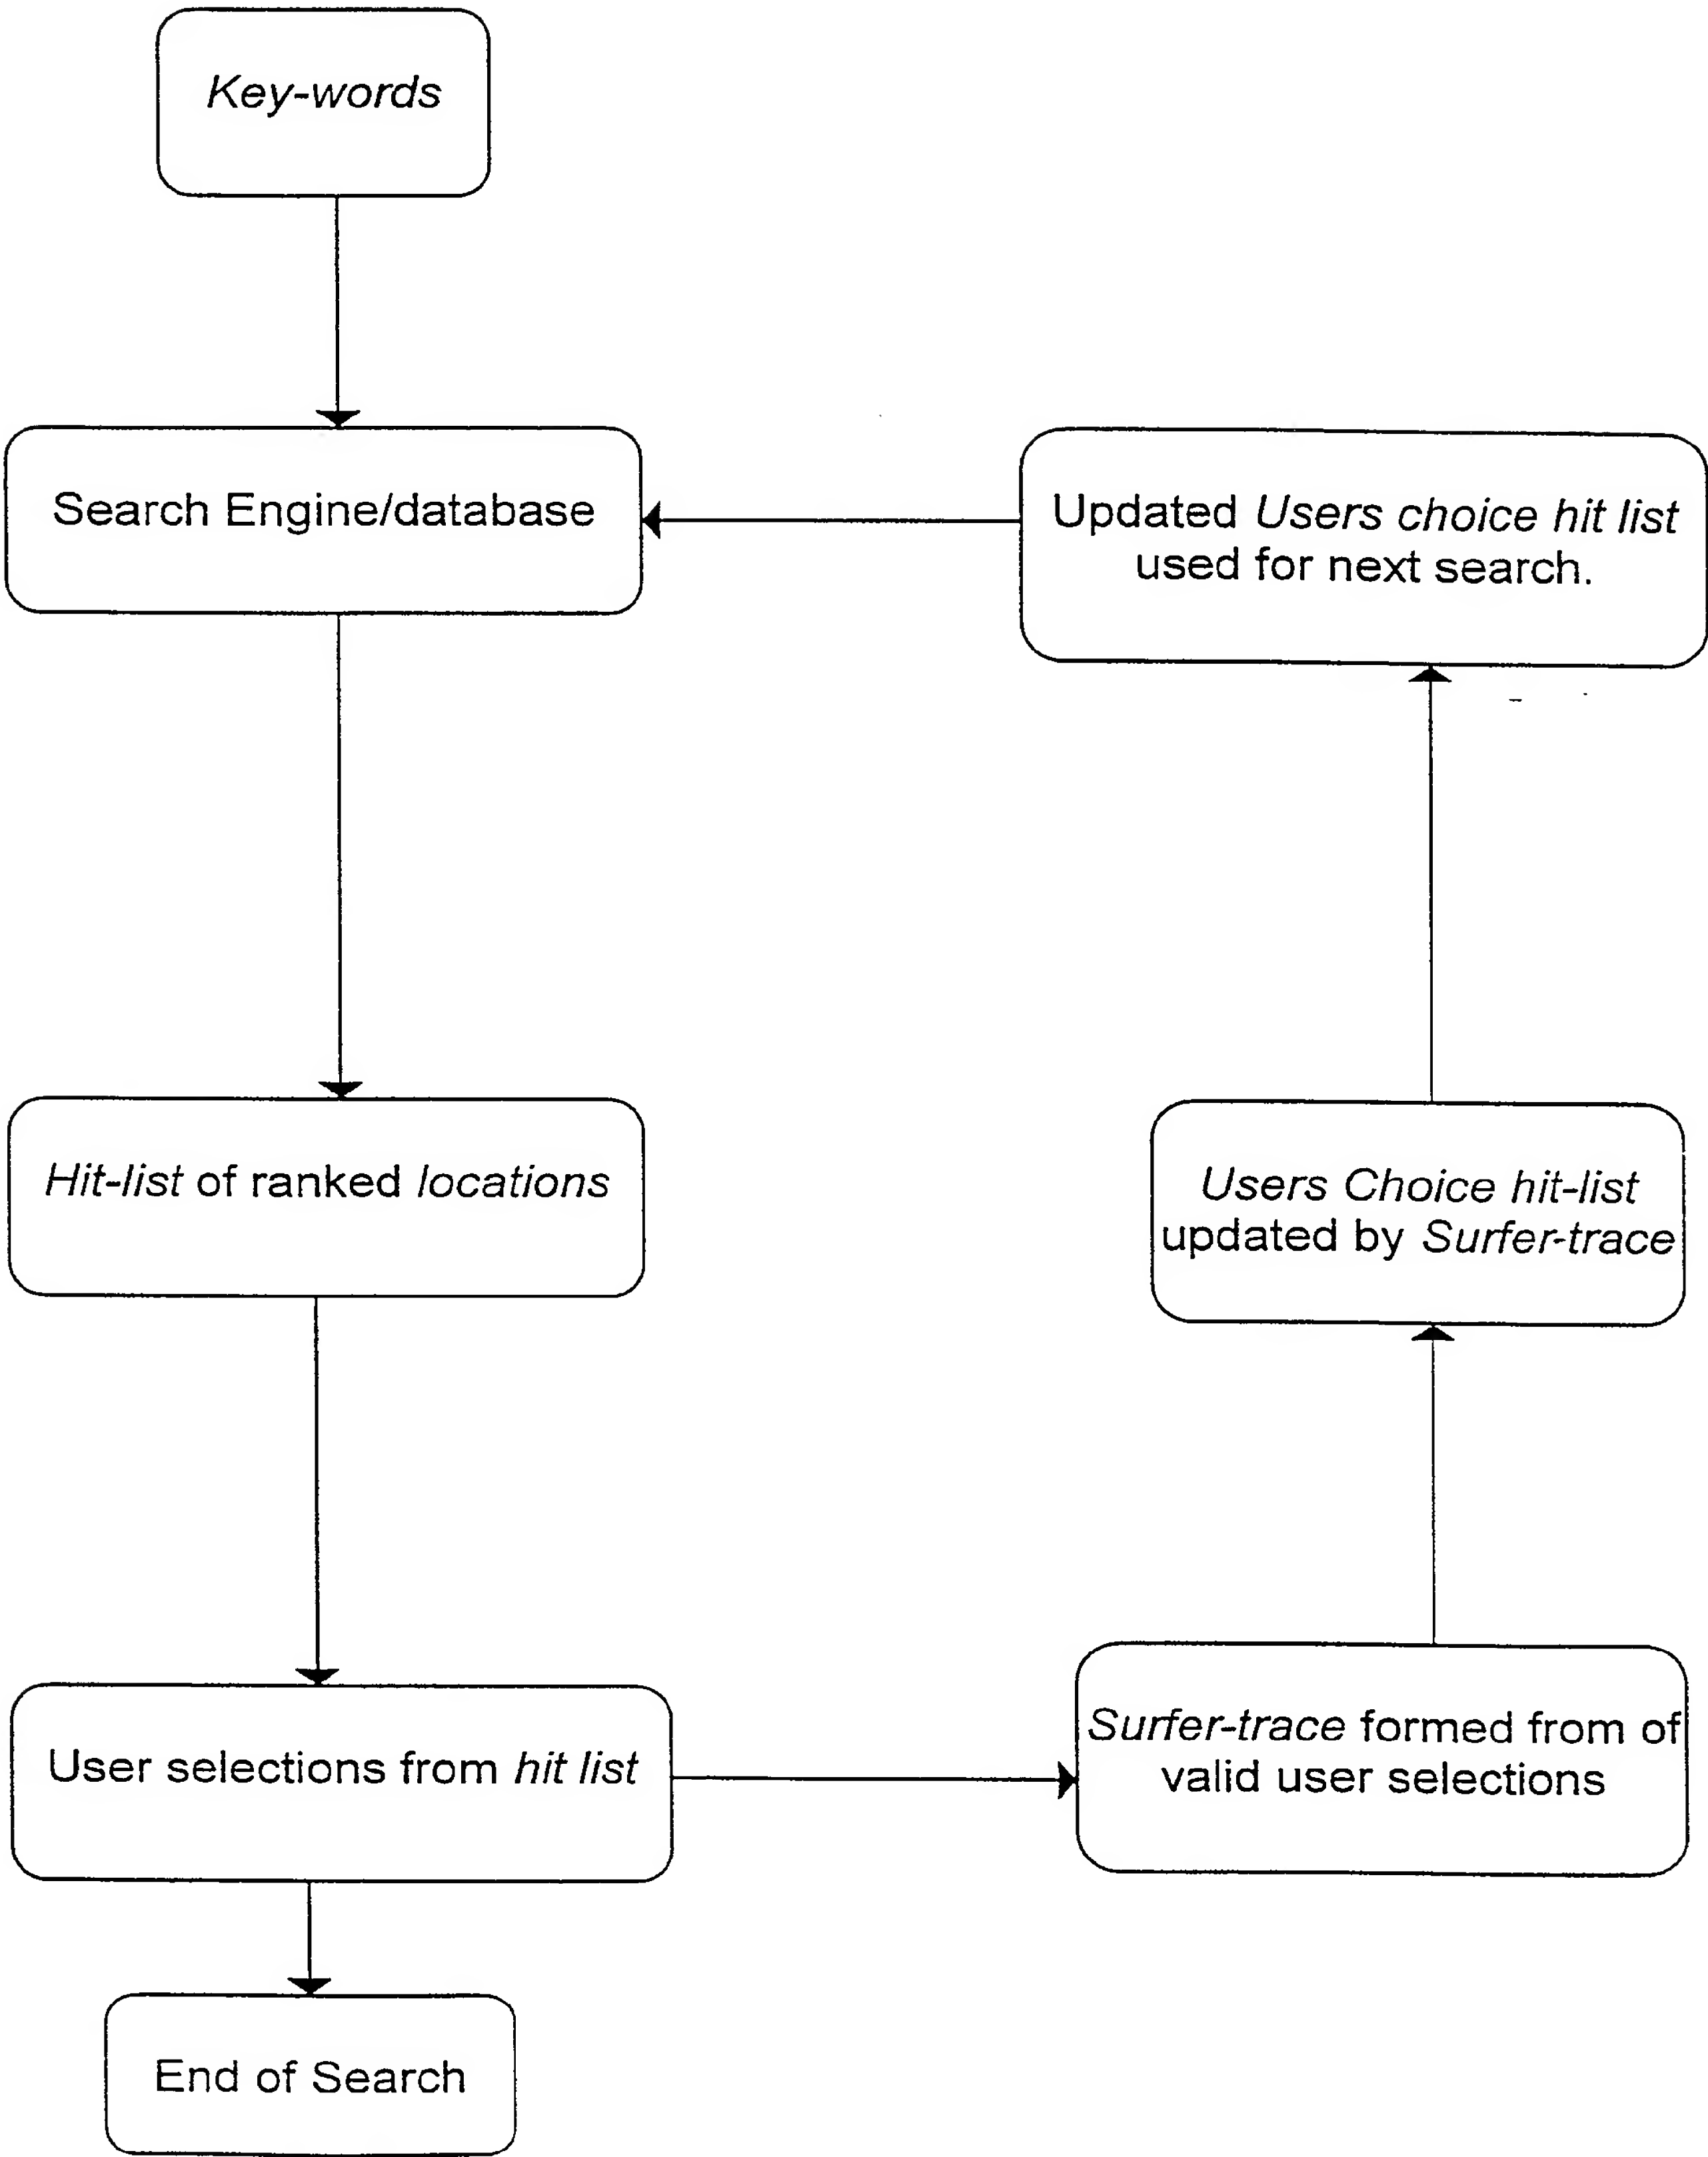 Key-words
Search Engine/database
Updated Users choice hit list
used for next search.
Hit-list of ranked locations
Users Choice hit-list
updated by Surfer-trace
User selections from hit list
Surfer-trace formed from of
valid user selections
End of Search